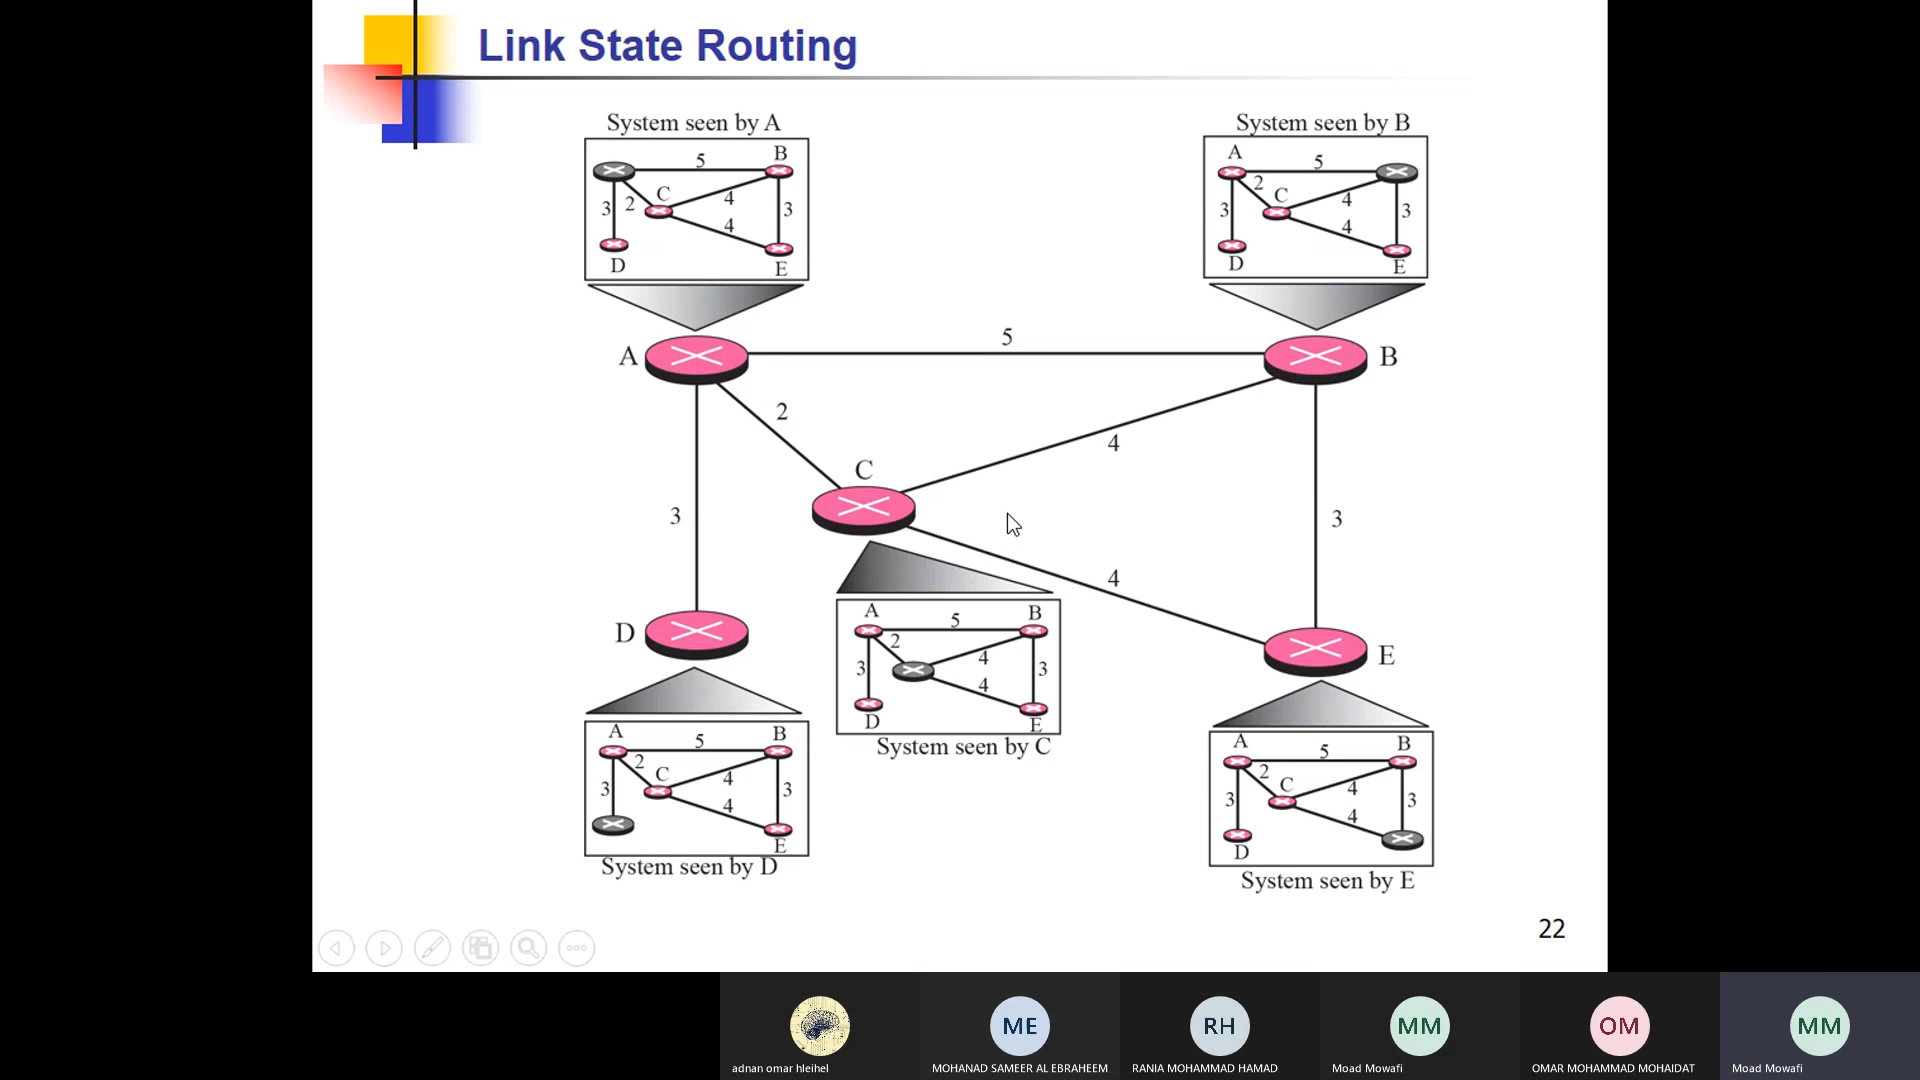 Link State Routing
System seen by A
5
B
C
3
2
4
3
4
D
E
System seen by B
A
5
2
C
3
4
3
4
D
E
A
5
B
2
4
C
3
3
4
D
E
A
5
B
2
C
3
4
3
4
E
System seen by D
A
5
B
2
3
4
3
4
D
E
System seen by C
A
5
B
2
C
3
4
3
4
D
System seen by E
22
ME
RH
MM
OM
MM
adnan omar hleihel
MOHANAD SAMEER AL EBRAHEEM
RANIA MOHAMMAD HAMAD
Moad Mowafi
OMAR MOHAMMAD MOHAIDAT
Moad Mowafi